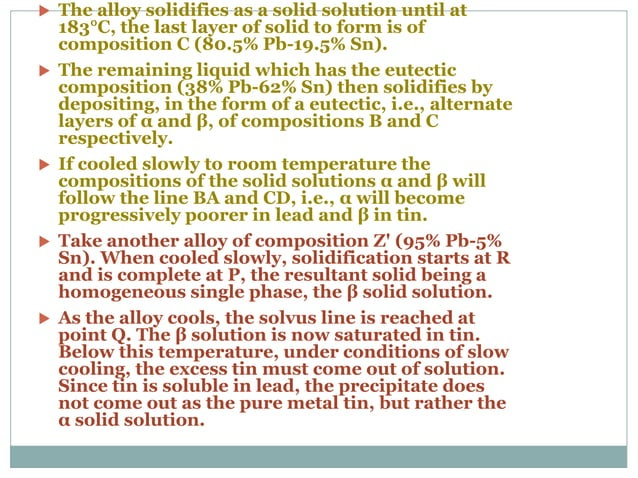 The alloy solidifies as a solid solution until at
183°C, the last layer of solid to form is of
composition C (80.5% Pb-19.5% Sn).
The remaining liquid which has the eutectic
composition (38% Pb-62% Sn) then solidifies by
depositing, in the form of a eutectic, i.e., alternate
layers of α and β, of compositions B and C
respectively.
If cooled slowly to room temperature the
compositions of the solid solutions α and β will
follow the line BA and CD, i.e., α will become
progressively poorer in lead and β in tin.
Take another alloy of composition Z' (95% Pb-5%
Sn). When cooled slowly, solidification starts at R
and is complete at P, the resultant solid being a
homogeneous single phase, the β solid solution.
As the alloy cools, the solvus line is reached at
point Q. The β solution is now saturated in tin.
Below this temperature, under conditions of slow
cooling, the excess tin must come out of solution.
Since tin is soluble in lead, the precipitate does
not come out as the pure metal tin, but rather the
α solid solution.